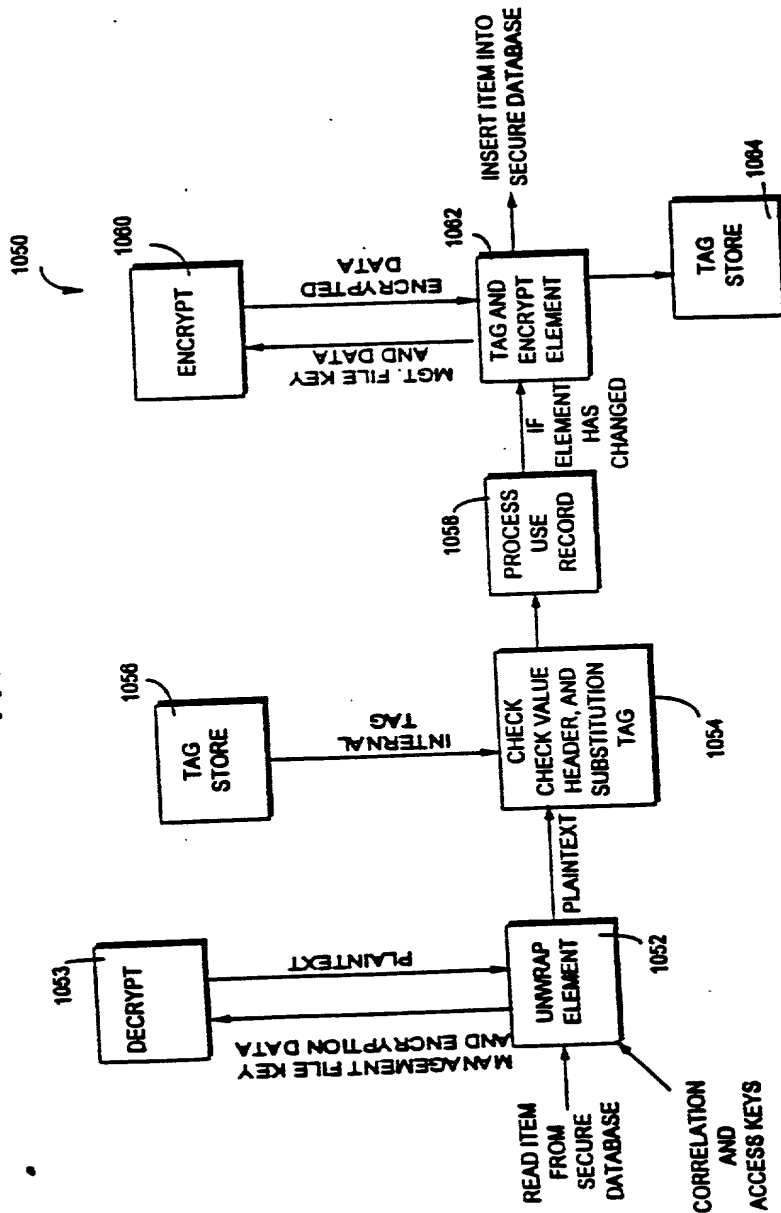 1050
1060
ENCRYPT
MGT. FILE KEY
AND DATA
ENCRYPTED
DATA
1062
TAG AND
ENCRYPT
ELEMENT
INSERT ITEM INTO
SECURE DATABASE
TAG
STORE
1064
IF
ELEMENT
HAS
CHANGED
1058
PROCESS
USE
RECORD
1056
TAG
STORE
INTERNAL
TAG
CHECK
CHECK VALUE
HEADER, AND
SUBSTITUTION
TAG
1054
PLAINTEXT
1053
DECRYPT
PLAINTEXT
MANAGEMENT FILE KEY
AND ENCRYPTION DATA
UNWRAP
ELEMENT
1052
READ ITEM
FROM
SECURE
DATABASE
CORRELATION
AND
ACCESS KEYS